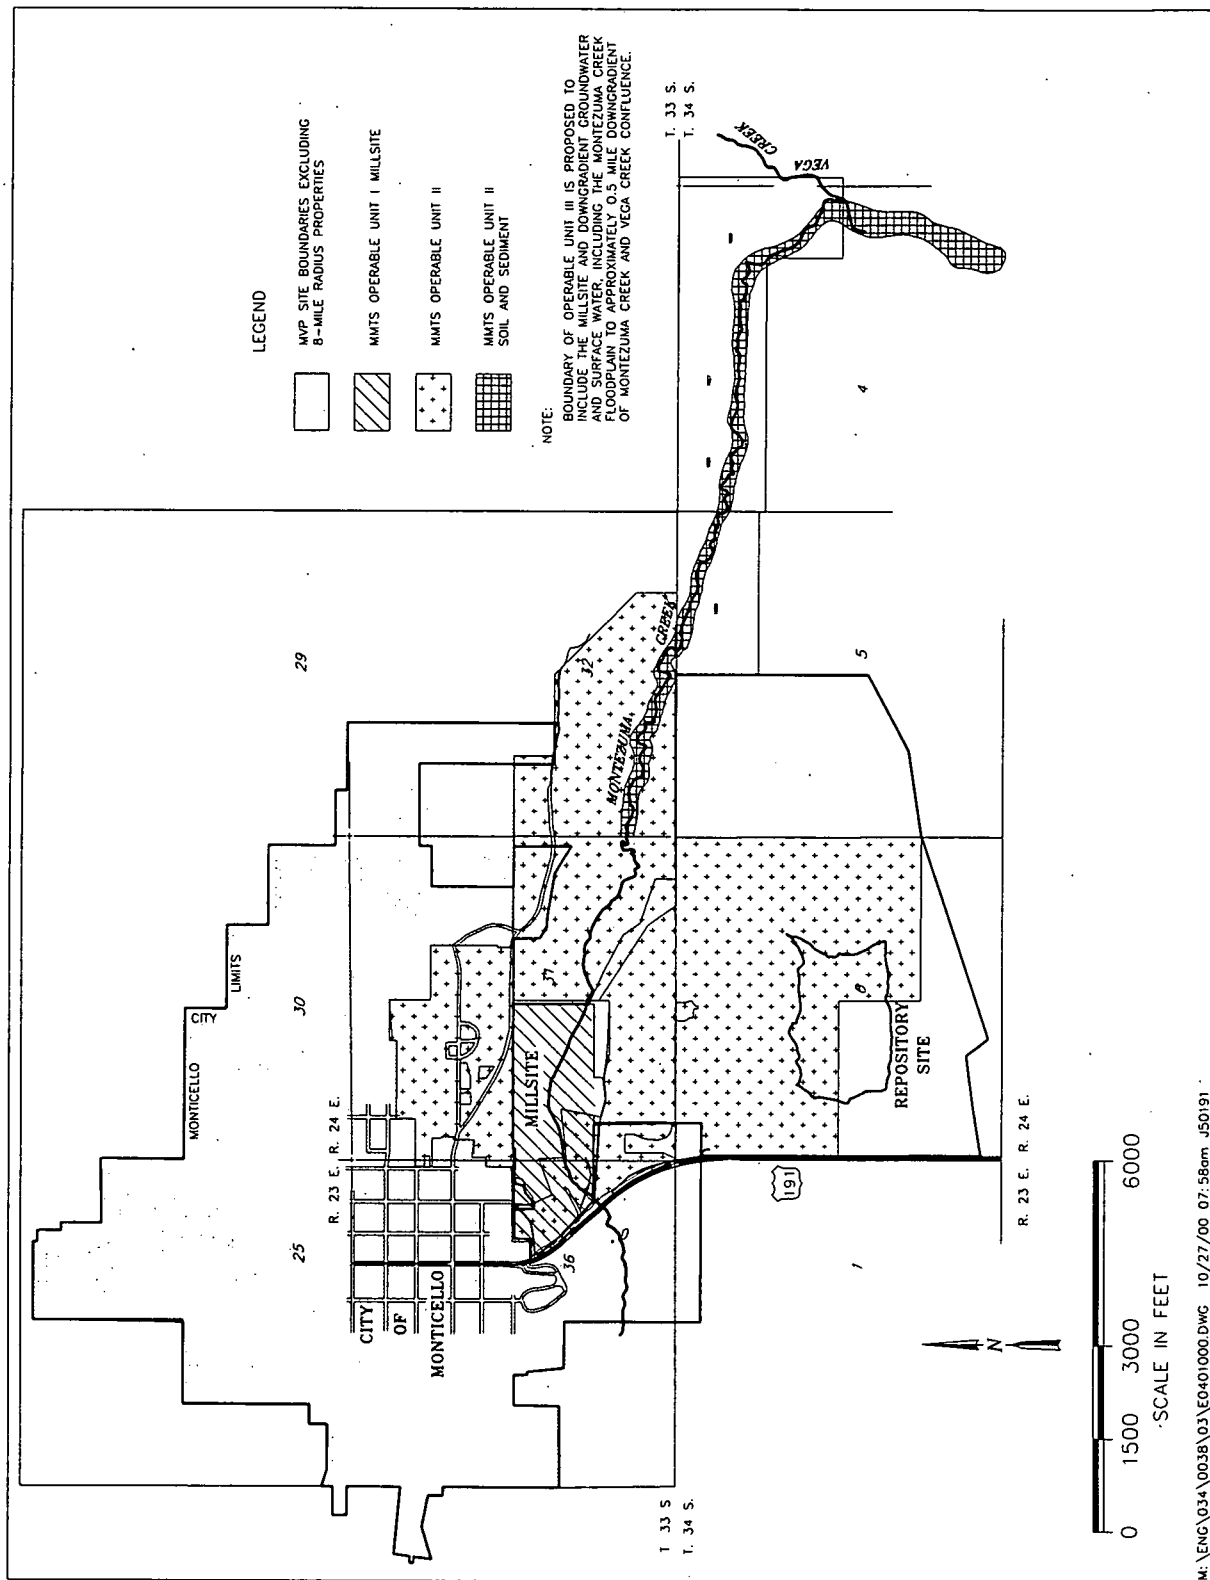 LEGEND
MVP SITE BOUNDARIES EXCLUDING
8-MILE RADIUS PROPERTIES
MMTS OPERABLE UNIT I MILLSITE
MMTS OPERABLE UNIT II
MMTS OPERABLE UNIT II
SOIL AND SEDIMENT
NOTE:
BOUNDARY OF OPERABLE UNIT III IS PROPOSED TO
INCLUDE THE MILLSITE AND DOWNGRADIENT GROUNDWATER
AND SURFACE WATER, INCLUDING THE MONTEZUMA CREEK
FLOODPLAIN TO APPROXIMATELY 0.5 MILE DOWNGRADIENT
OF MONTEZUMA CREEK AND VEGA CREEK CONFLUENCE.
MONTICELLO
CITY
LIMITS
25
30
29
R. 23 E.
R. 24 E.
CITY
OF
MONTICELLO
MILLSITE
36
31
32
MONTEZUMA
CREEK
VEGA
CREEK
T 33 S
T. 34 S.
T. 33 S.
T. 34 S.
191
1
6
5
4
REPOSITORY
SITE
R. 23 E.
R. 24 E.
N
0
1500
3000
6000
SCALE IN FEET
M:\ENG\034\0038\03\E0401000.DWG 10/27/00 07:58am J50191